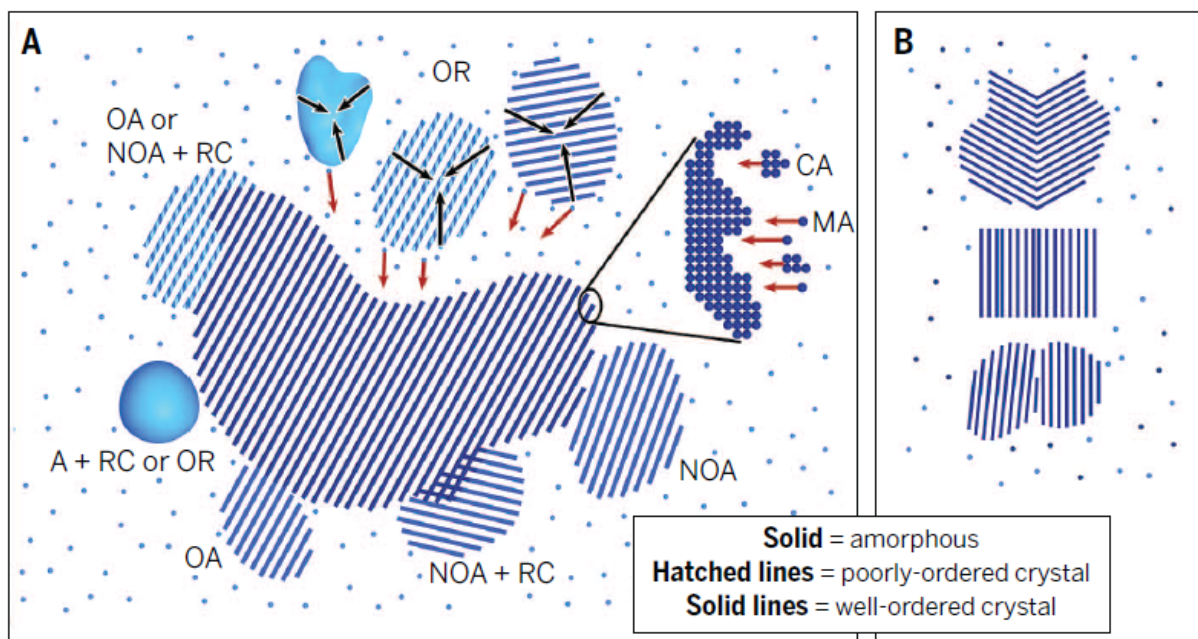 A
OR
OA or
NOA + RC
CA
MA
A + RC or OR
OA
NOA + RC
NOA
B
Solid = amorphous
Hatched lines = poorly-ordered crystal
Solid lines = well-ordered crystal